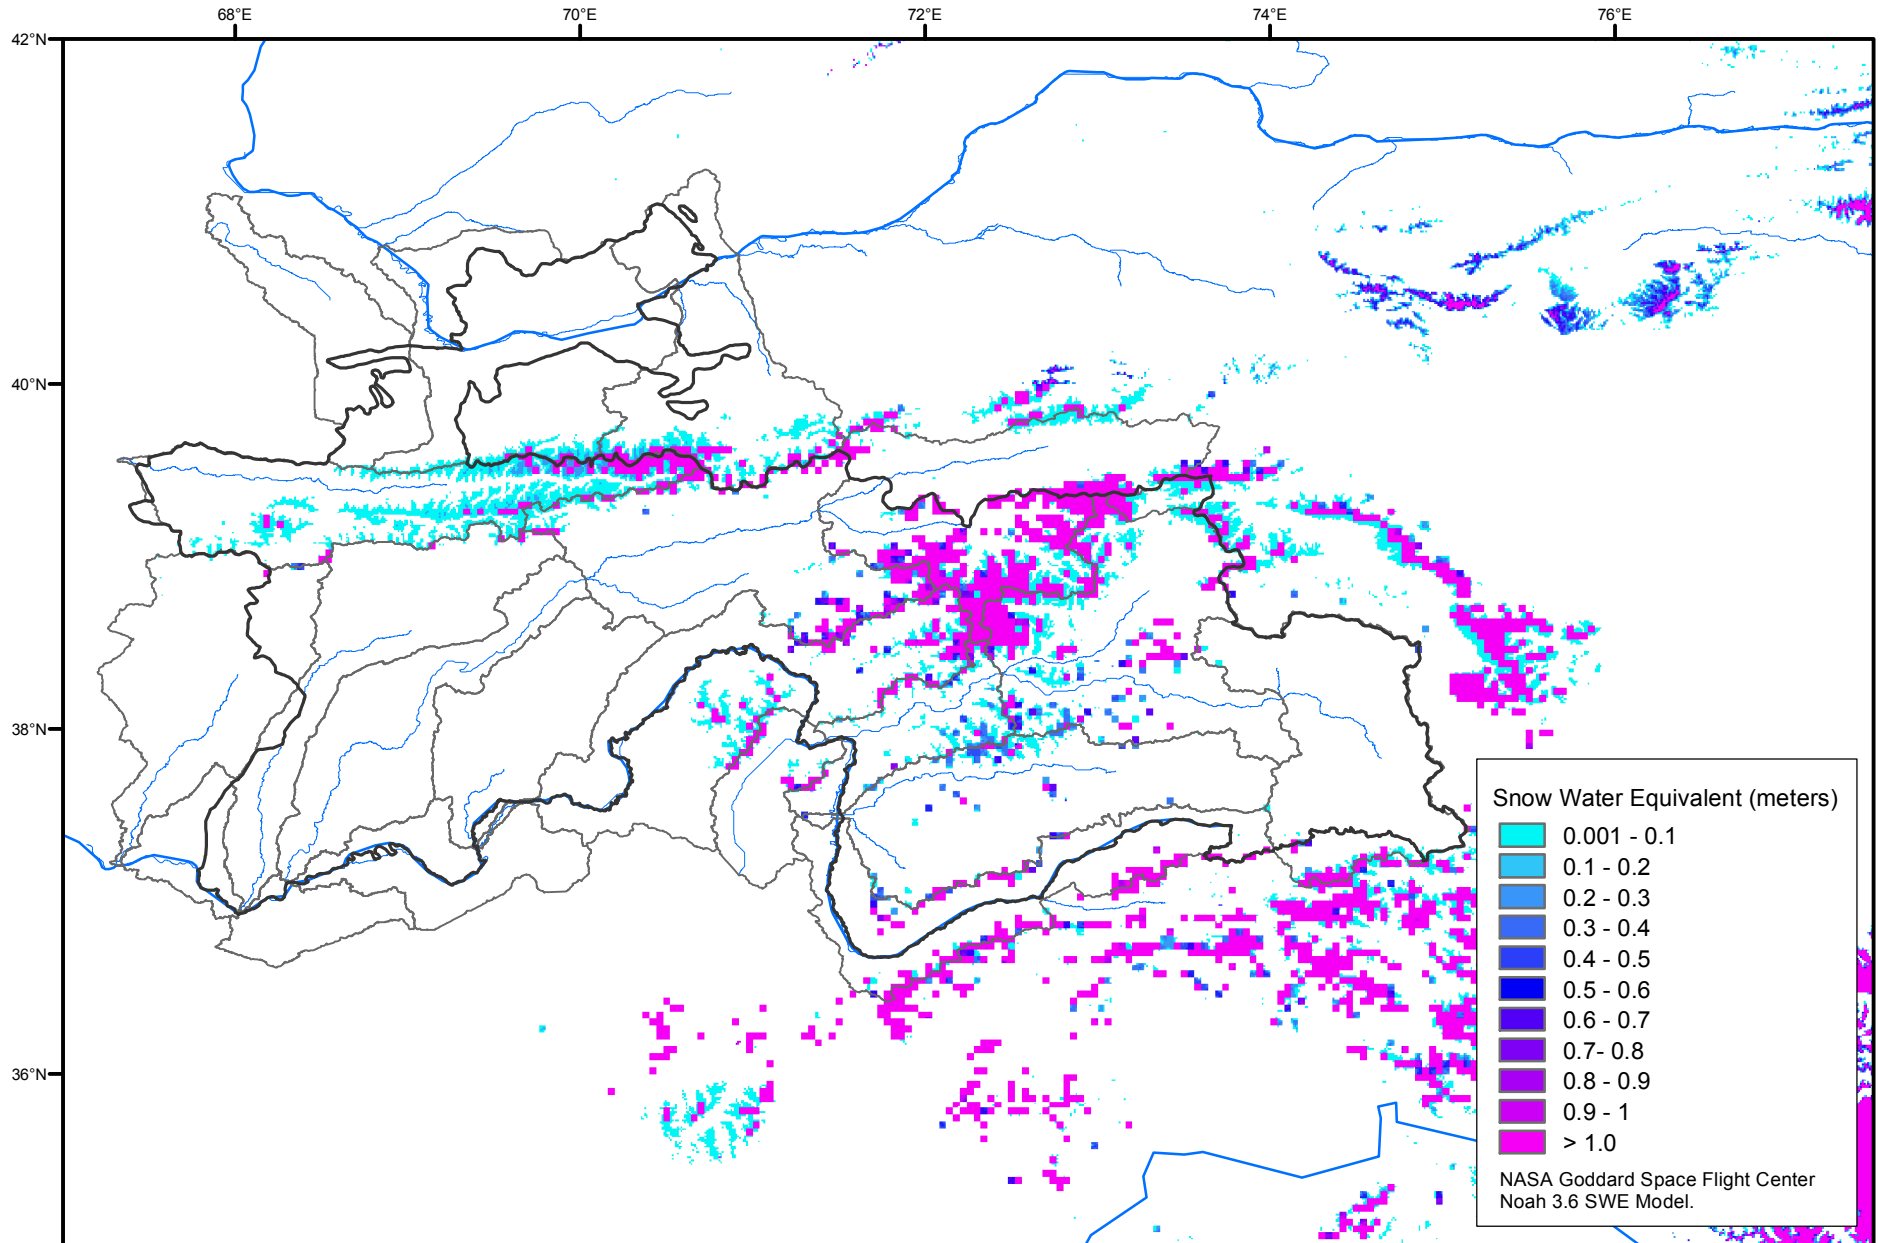 68°E 70°E 72°E 74°E 76°E
42°N
40°N
38°N
36°N
Snow Water Equivalent (meters)
0.001 - 0.1
0.1 - 0.2
0.2 - 0.3
0.3 - 0.4
0.4 - 0.5
0.5 - 0.6
0.6 - 0.7
0.7- 0.8
0.8 - 0.9
0.9 - 1
> 1.0
NASA Goddard Space Flight Center
Noah 3.6 SWE Model.